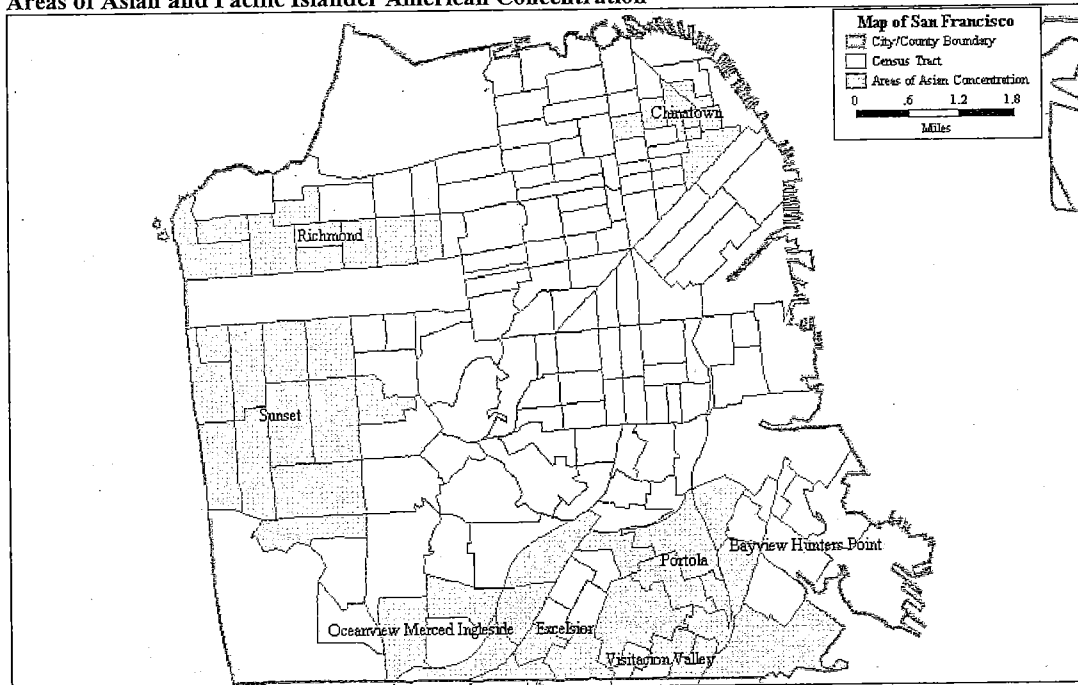 Areas of Asian and Pacific Islander American Concentration
Map of San Francisco
City/County Boundary
Census Tract
Areas of Asian Concentration
0 .6 1.2 1.8
Miles
Chinatown
Richmond
Sunset
Bayview Hunters Point
Portola
Oceanview Merced Ingleside
Excelsior
Visitacion Valley